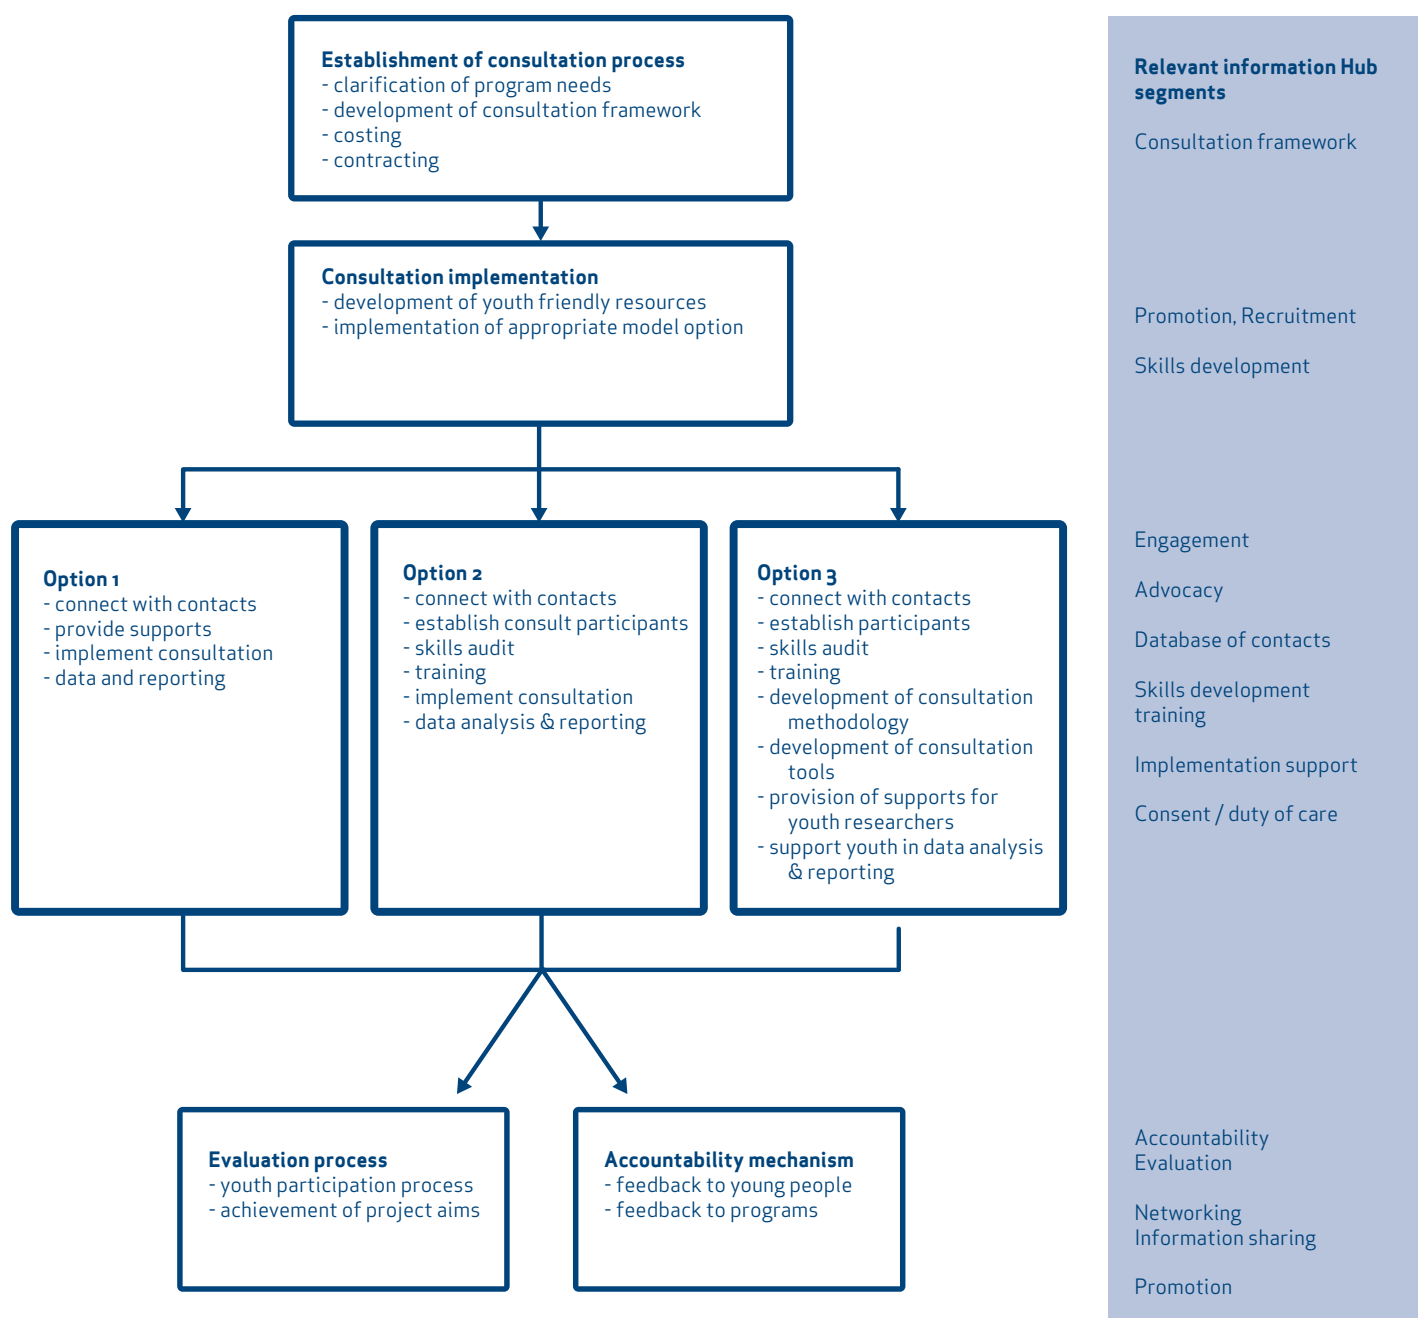 Establishment of consultation process
- clarification of program needs
- development of consultation framework
- costing
- contracting
Consultation implementation
- development of youth friendly resources
- implementation of appropriate model option
Option 1
- connect with contacts
- provide supports
- implement consultation
- data and reporting
Option 2
- connect with contacts
- establish consult participants
- skills audit
- training
- implement consultation
- data analysis & reporting
Option 3
- connect with contacts
- establish participants
- skills audit
- training
- development of consultation
methodology
- development of consultation
tools
- provision of supports for
youth researchers
- support youth in data analysis
& reporting
Evaluation process
- youth participation process
- achievement of project aims
Accountability mechanism
- feedback to young people
- feedback to programs
Relevant information Hub
segments
Consultation framework
Promotion, Recruitment
Skills development
Engagement
Advocacy
Database of contacts
Skills development
training
Implementation support
Consent / duty of care
Accountability
Evaluation
Networking
Information sharing
Promotion